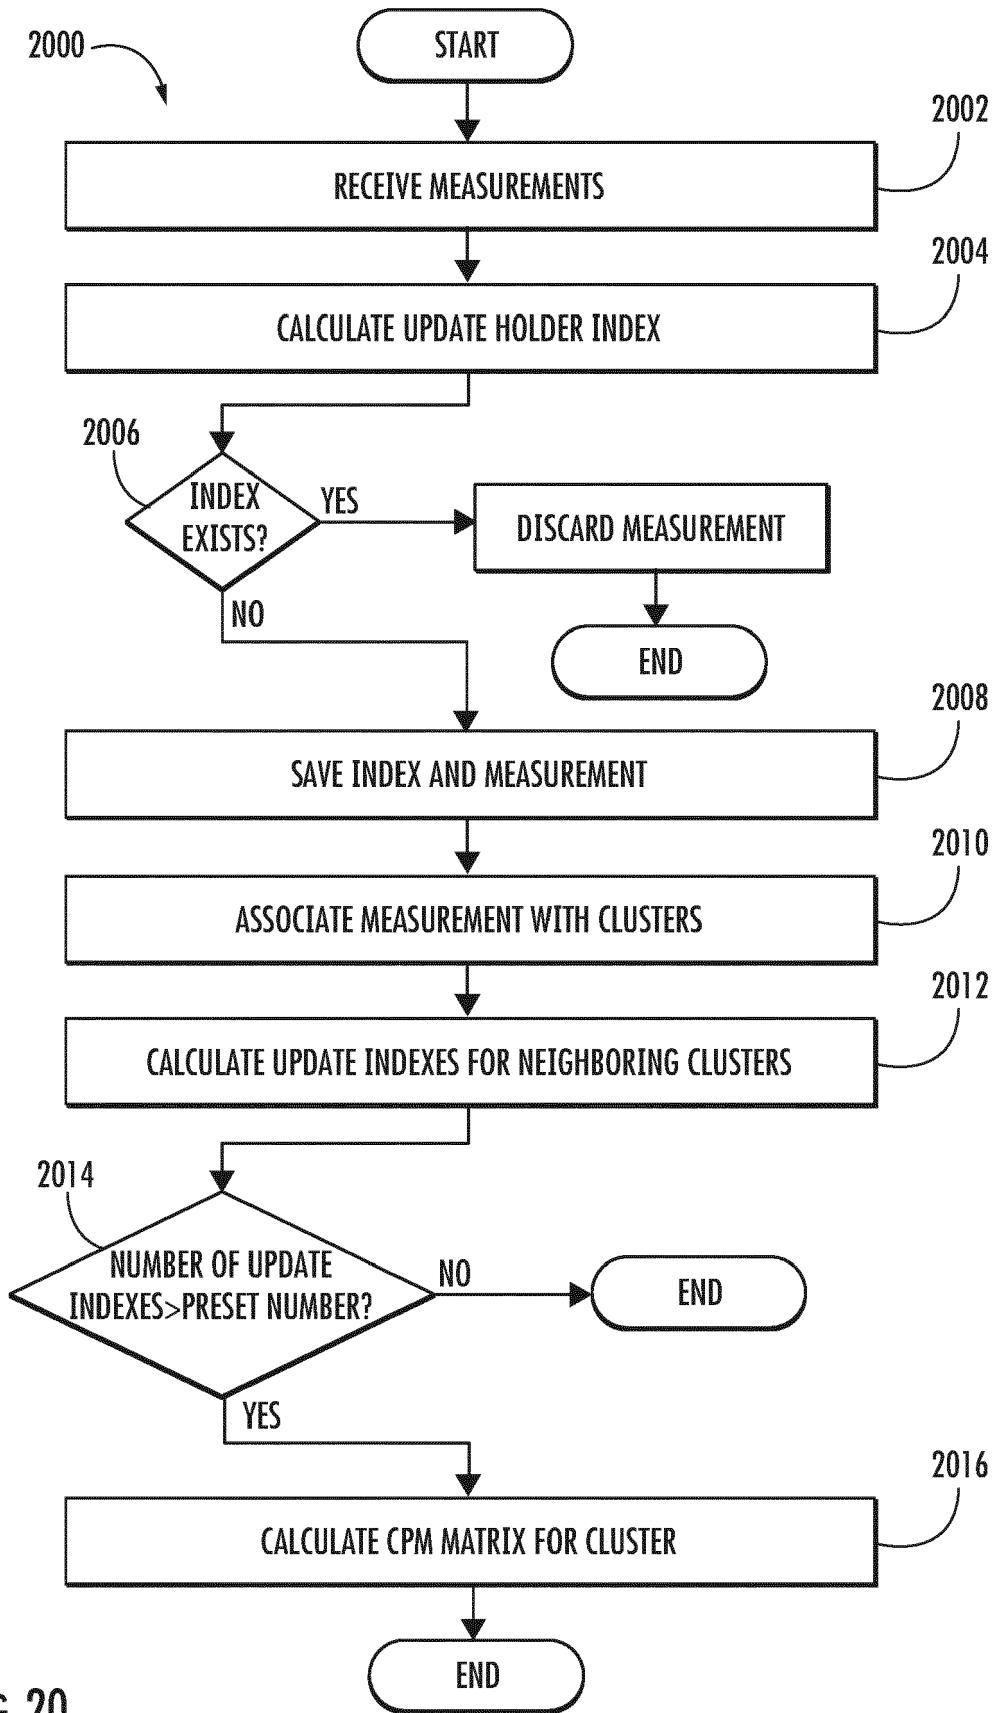 2000
START
2002
RECEIVE MEASUREMENTS
2004
CALCULATE UPDATE HOLDER INDEX
2006
INDEX
EXISTS?
YES
DISCARD MEASUREMENT
NO
END
2008
SAVE INDEX AND MEASUREMENT
2010
ASSOCIATE MEASUREMENT WITH CLUSTERS
2012
CALCULATE UPDATE INDEXES FOR NEIGHBORING CLUSTERS
2014
NUMBER OF UPDATE
INDEXES>PRESET NUMBER?
NO
END
YES
2016
CALCULATE CPM MATRIX FOR CLUSTER
END
20